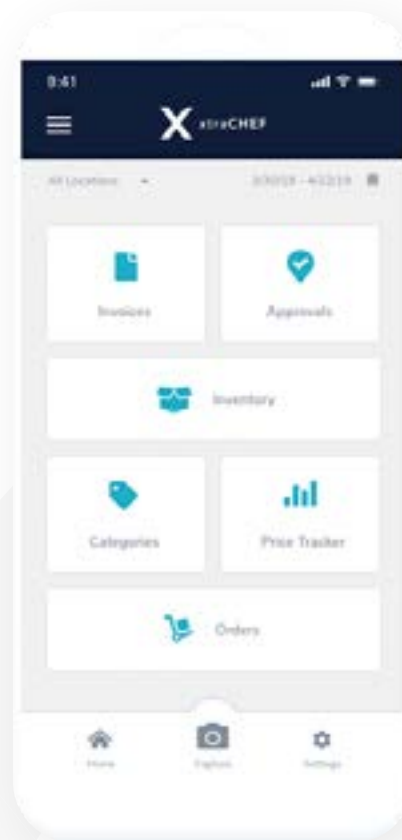 9:41
X xtraCHEF
All Locations
Invoices Approvals
Inventory
Categories Price Tracker
Orders
Home Capture Settings